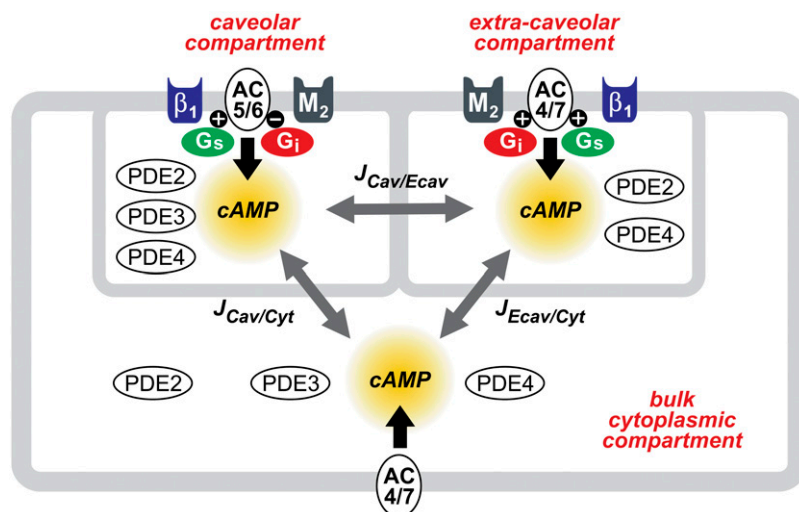 caveolar
compartment
extra-caveolar
compartment
β1
AC
5/6
M2
M2
AC
4/7
β1
+
−
+
+
Gs
Gi
Gi
Gs
PDE2
PDE3
PDE4
cAMP
JCav/Ecav
cAMP
PDE2
PDE4
JCav/Cyt
JEcav/Cyt
PDE2
PDE3
cAMP
PDE4
bulk
cytoplasmic
compartment
AC
4/7